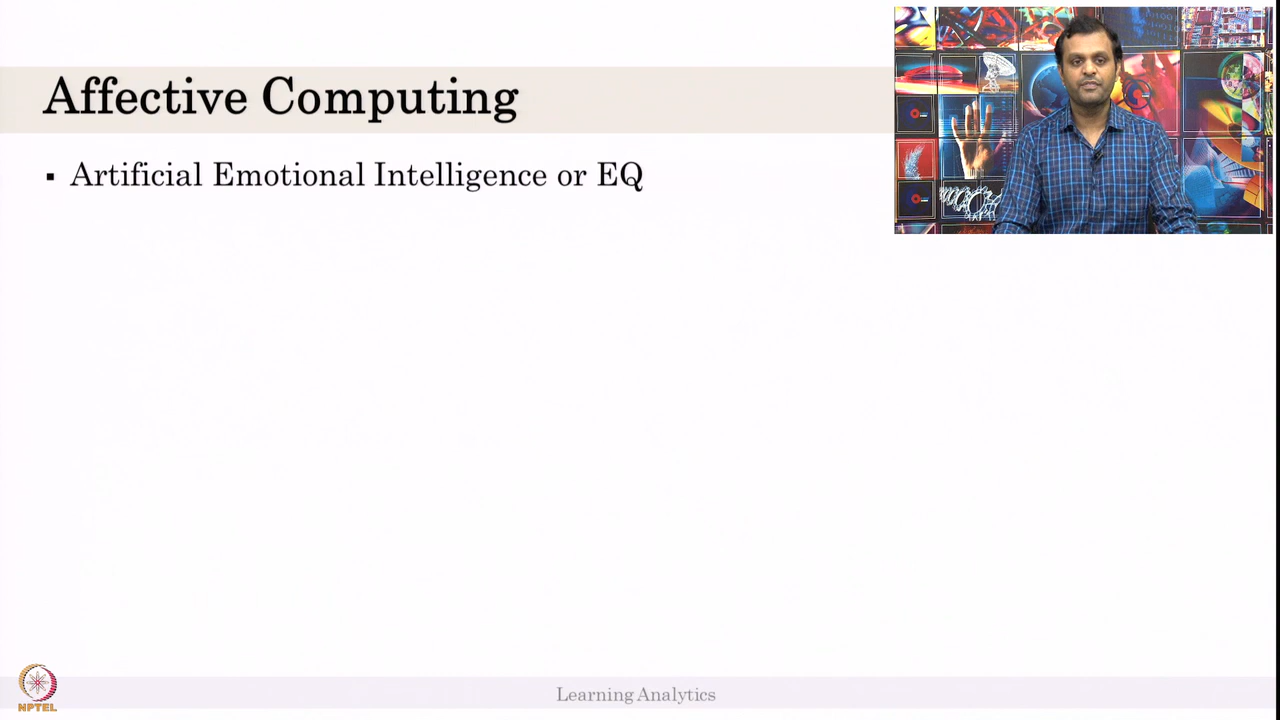 Affective Computing
▪ Artificial Emotional Intelligence or EQ
Learning Analytics
NPTEL